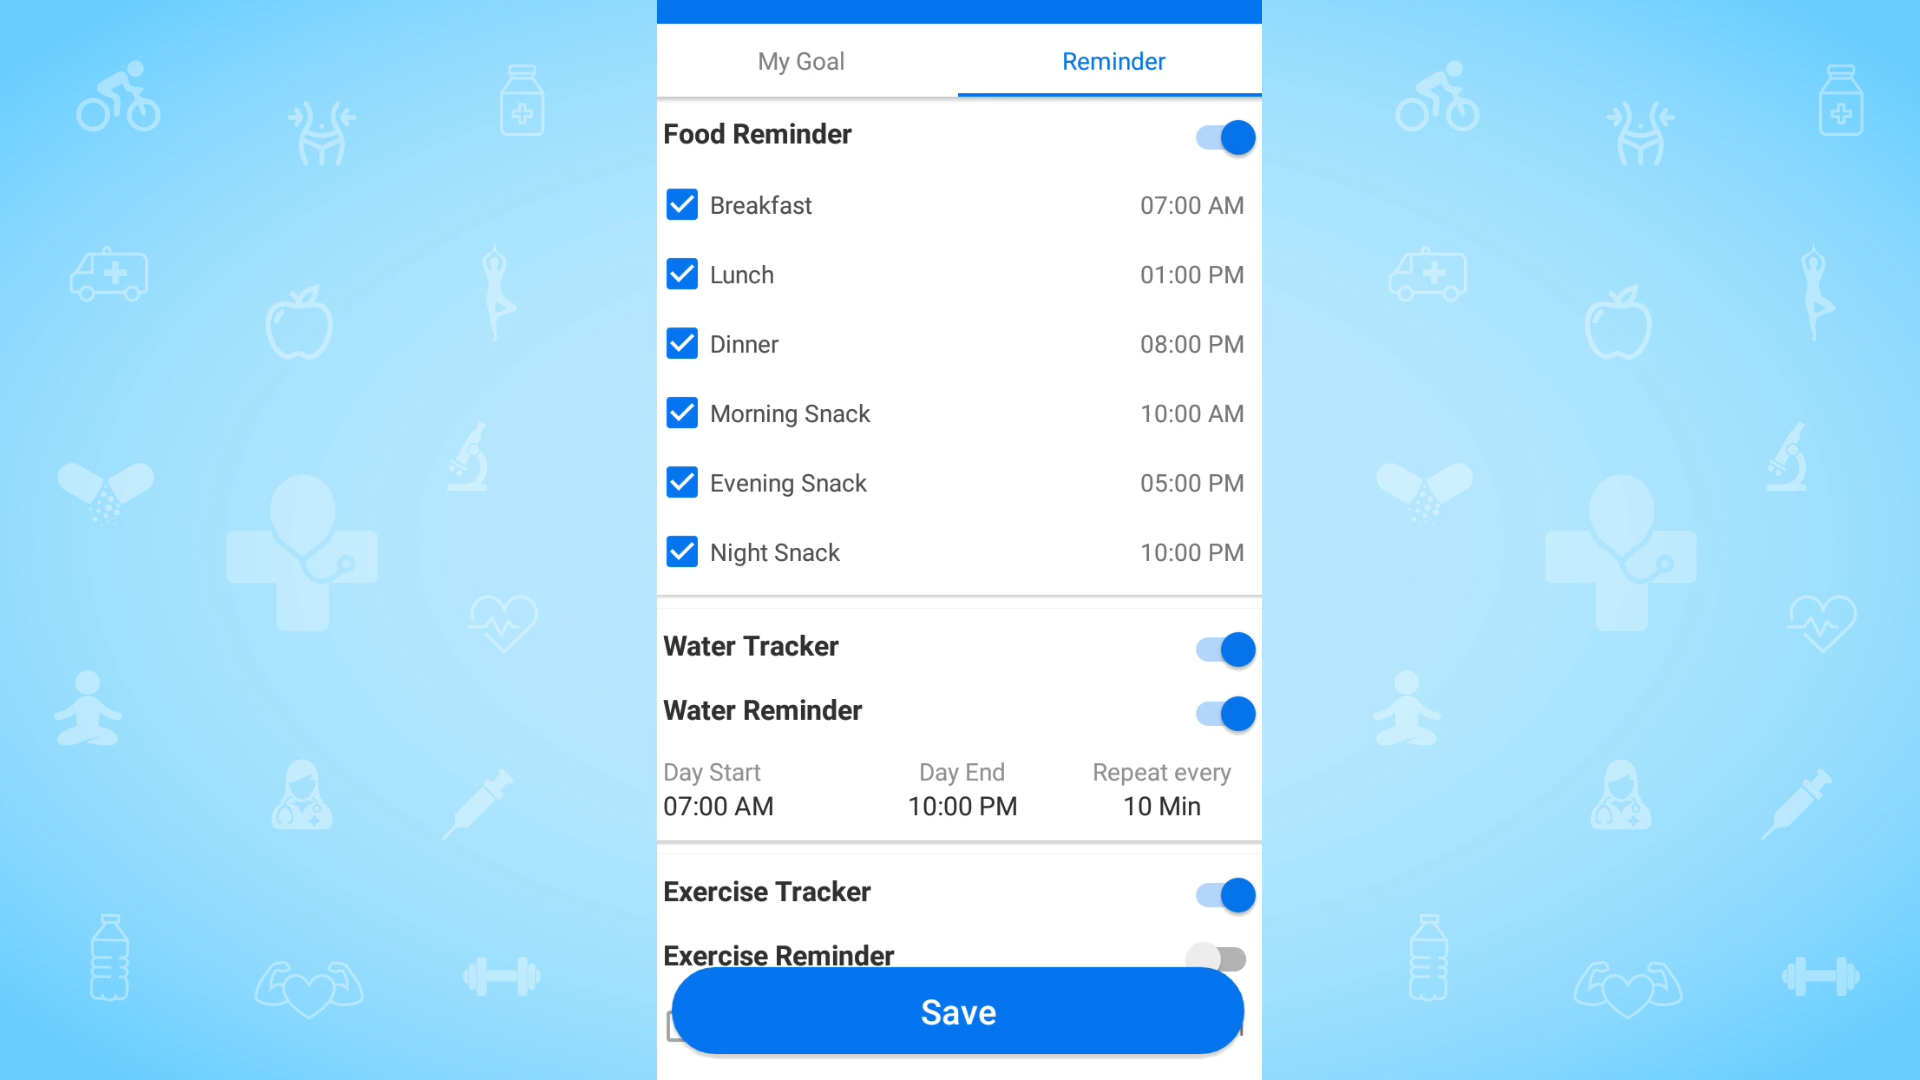 My Goal
Reminder
Food Reminder
Breakfast 07:00 AM
Lunch 01:00 PM
Dinner 08:00 PM
Morning Snack 10:00 AM
Evening Snack 05:00 PM
Night Snack 10:00 PM
Water Tracker
Water Reminder
Day Start Day End Repeat every
07:00 AM 10:00 PM 10 Min
Exercise Tracker
Exercise Reminder
Save